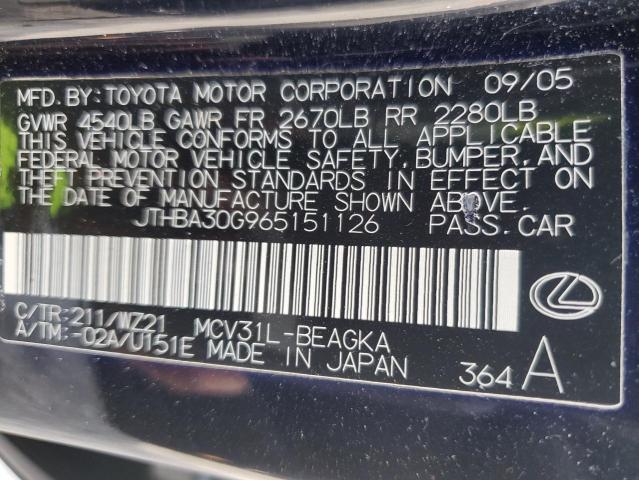 MFD.BY: TOYOTA MOTOR CORPORATION 09/05
GVWR 4540LB GAWR FR 2670LB RR 2280LB
THIS VEHICLE CONFORMS TO ALL APPLICABLE
FEDERAL MOTOR VEHICLE SAFETY, BUMPER, AND
THEFT PREVENTION STANDARDS IN EFFECT ON
THE DATE OF MANUFACTURE SHOWN ABOVE.
JTHBA30G965151126 PASS.CAR
C/TR:211/WZ21 MCV31L-BEAGKA
A/TM:-02A/U151E MADE IN JAPAN 364 A